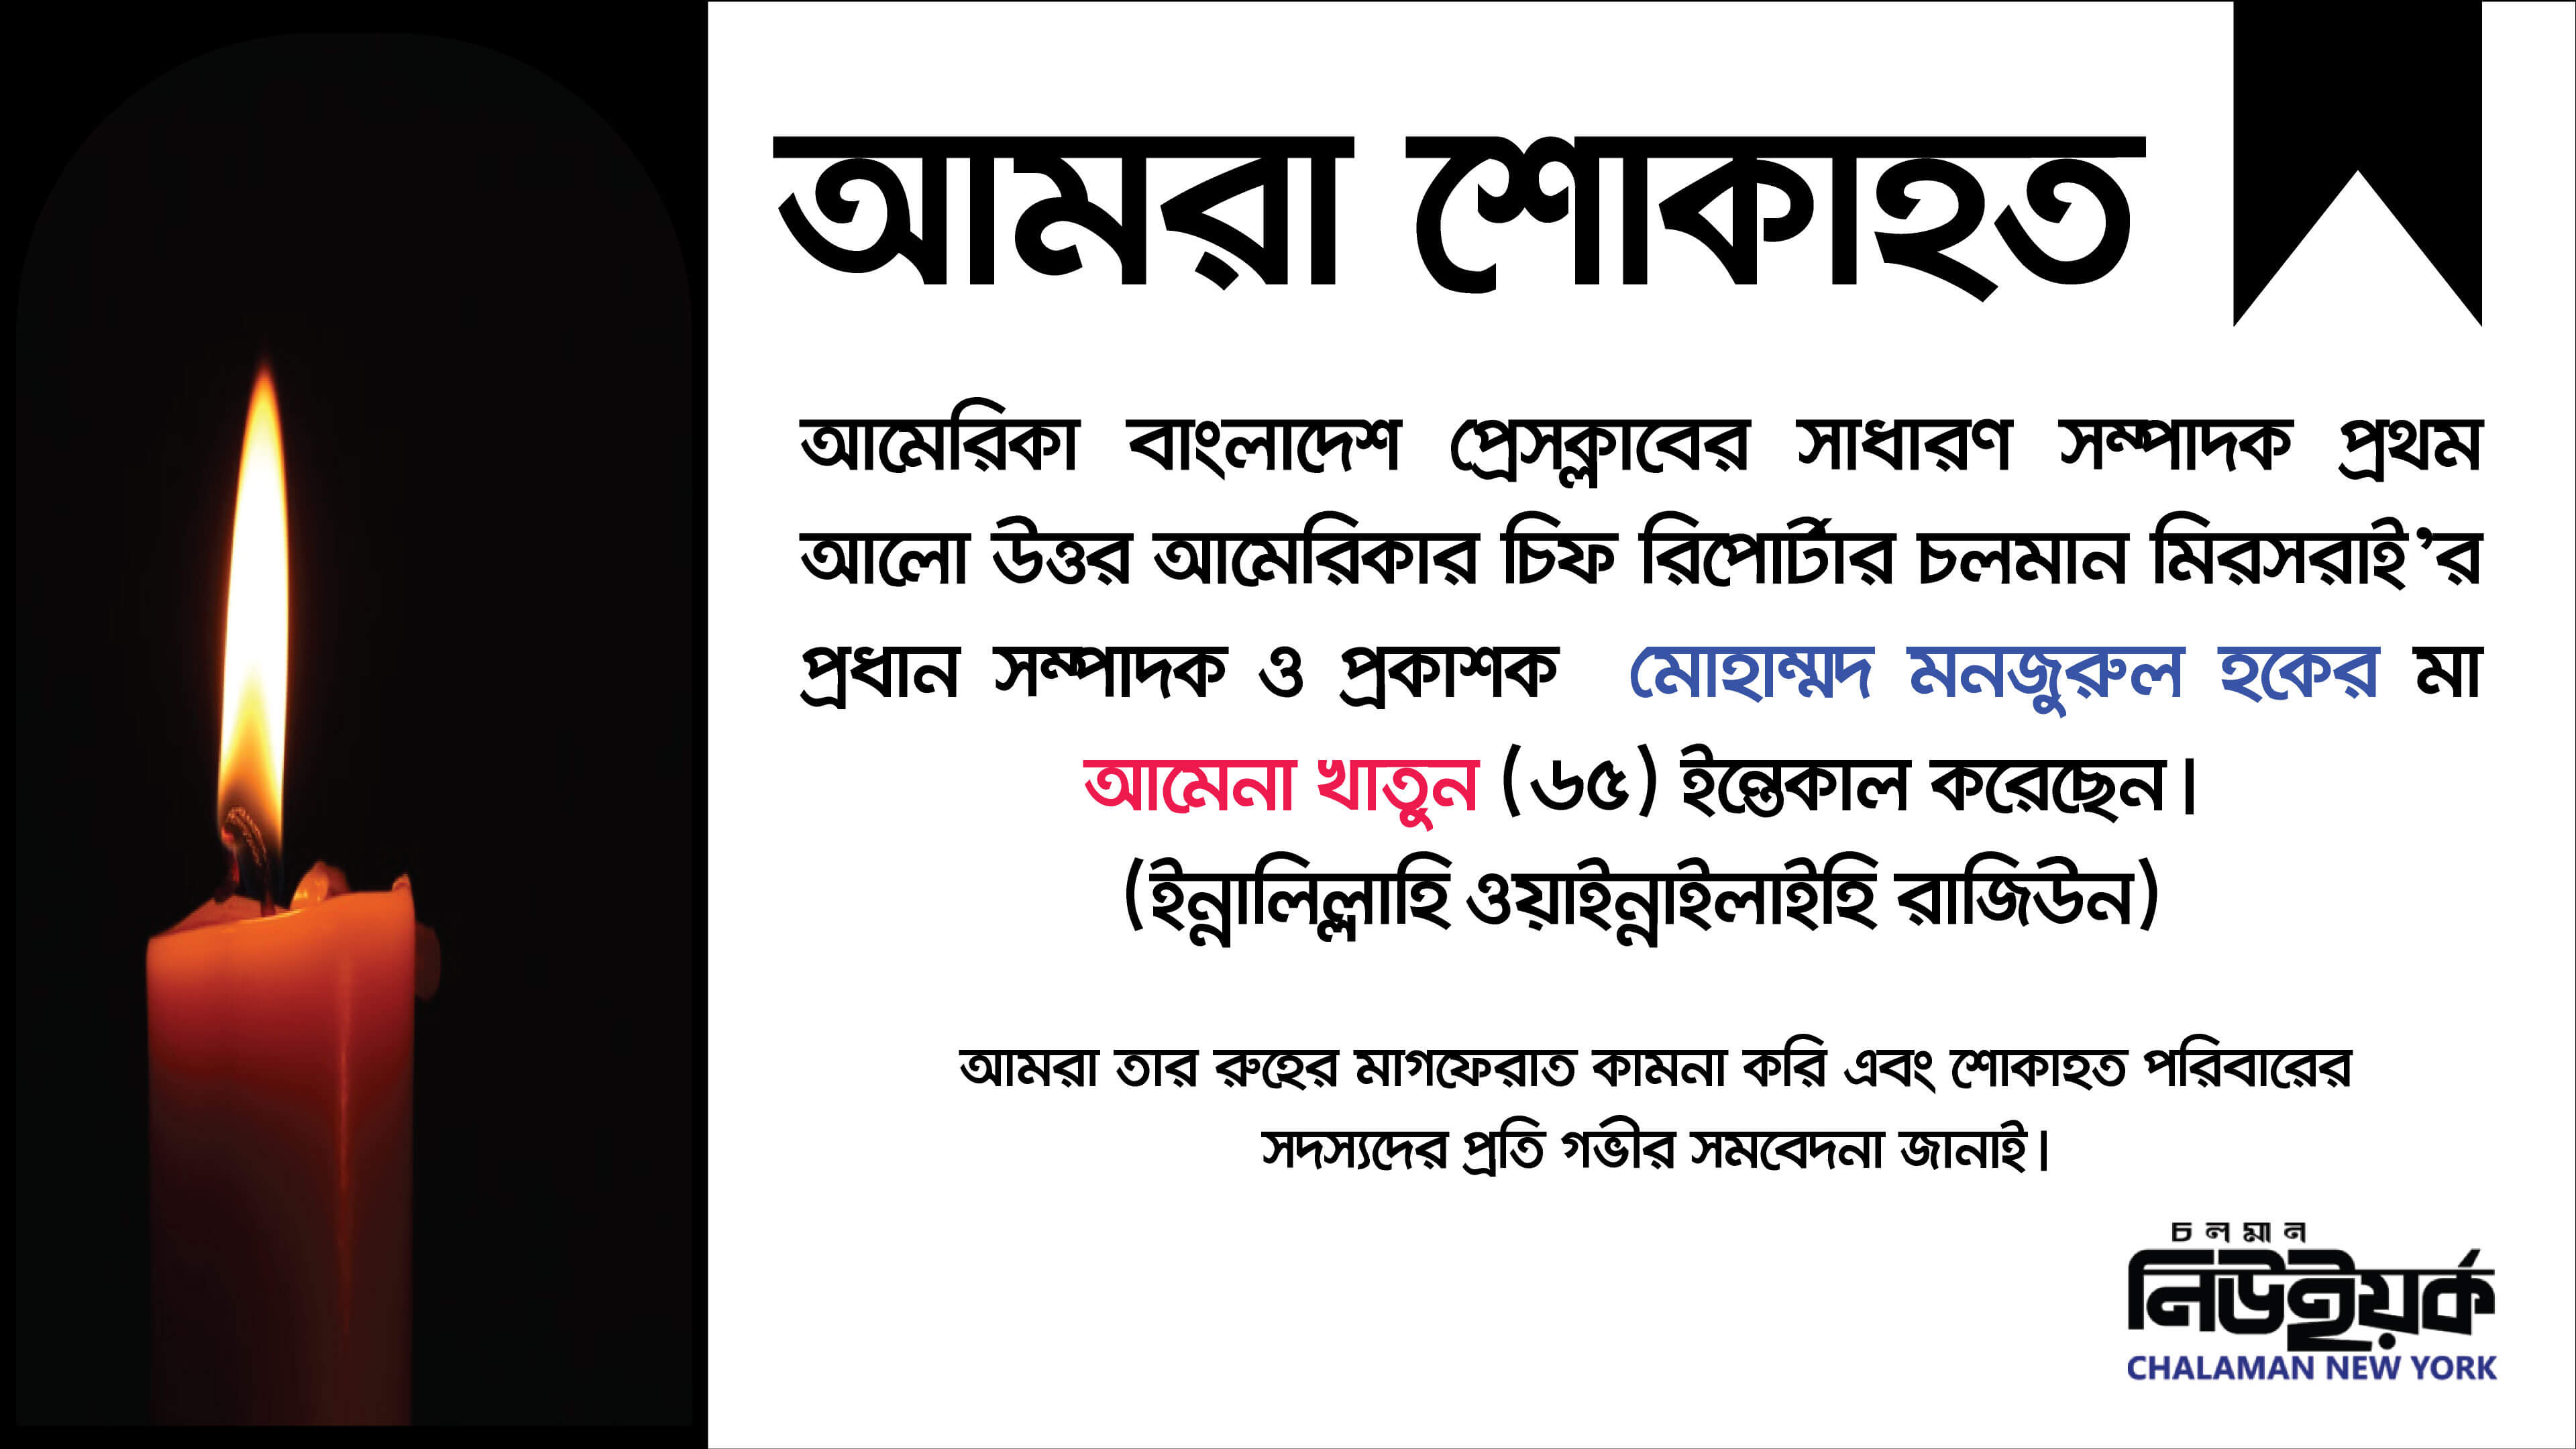 আমরা শোকাহত
আমেরিকা বাংলাদেশ প্রেসক্লাবের সাধারণ সম্পাদক প্রথম
আলো উত্তর আমেরিকার চিফ রিপোর্টার চলমান মিরসরাই’র
প্রধান সম্পাদক ও প্রকাশক মোহাম্মদ মনজুরুল হকের মা
আমেনা খাতুন (৬৫) ইন্তেকাল করেছেন।
(ইন্নালিল্লাহি ওয়াইন্নাইলাইহি রাজিউন)
আমরা তার রুহের মাগফেরাত কামনা করি এবং শোকাহত পরিবারের
সদস্যদের প্রতি গভীর সমবেদনা জানাই।
চলমান
নিউইয়র্ক
CHALAMAN NEW YORK